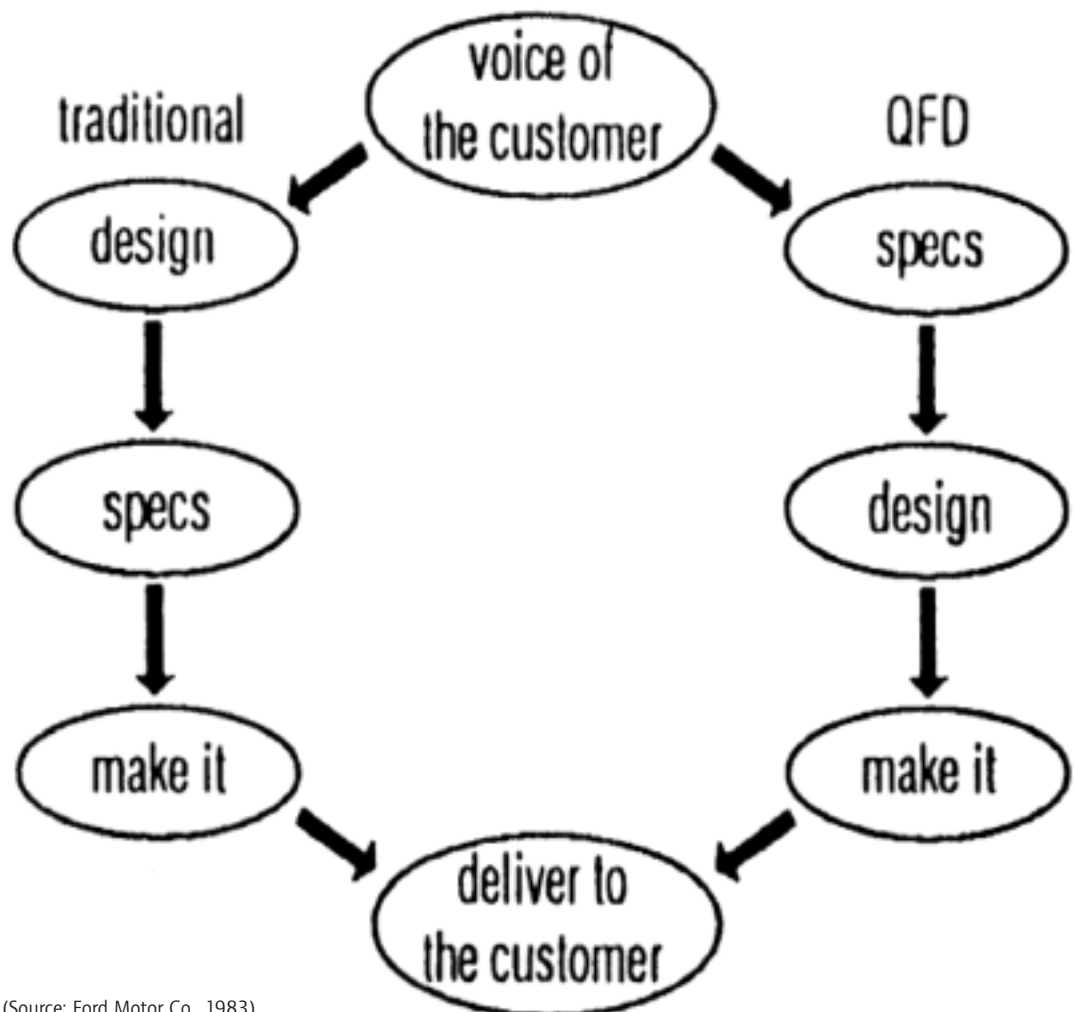 voice of
the customer
traditional
QFD
design
specs
specs
design
make it
make it
deliver to
the customer
(Source: Ford Motor Co., 1983)